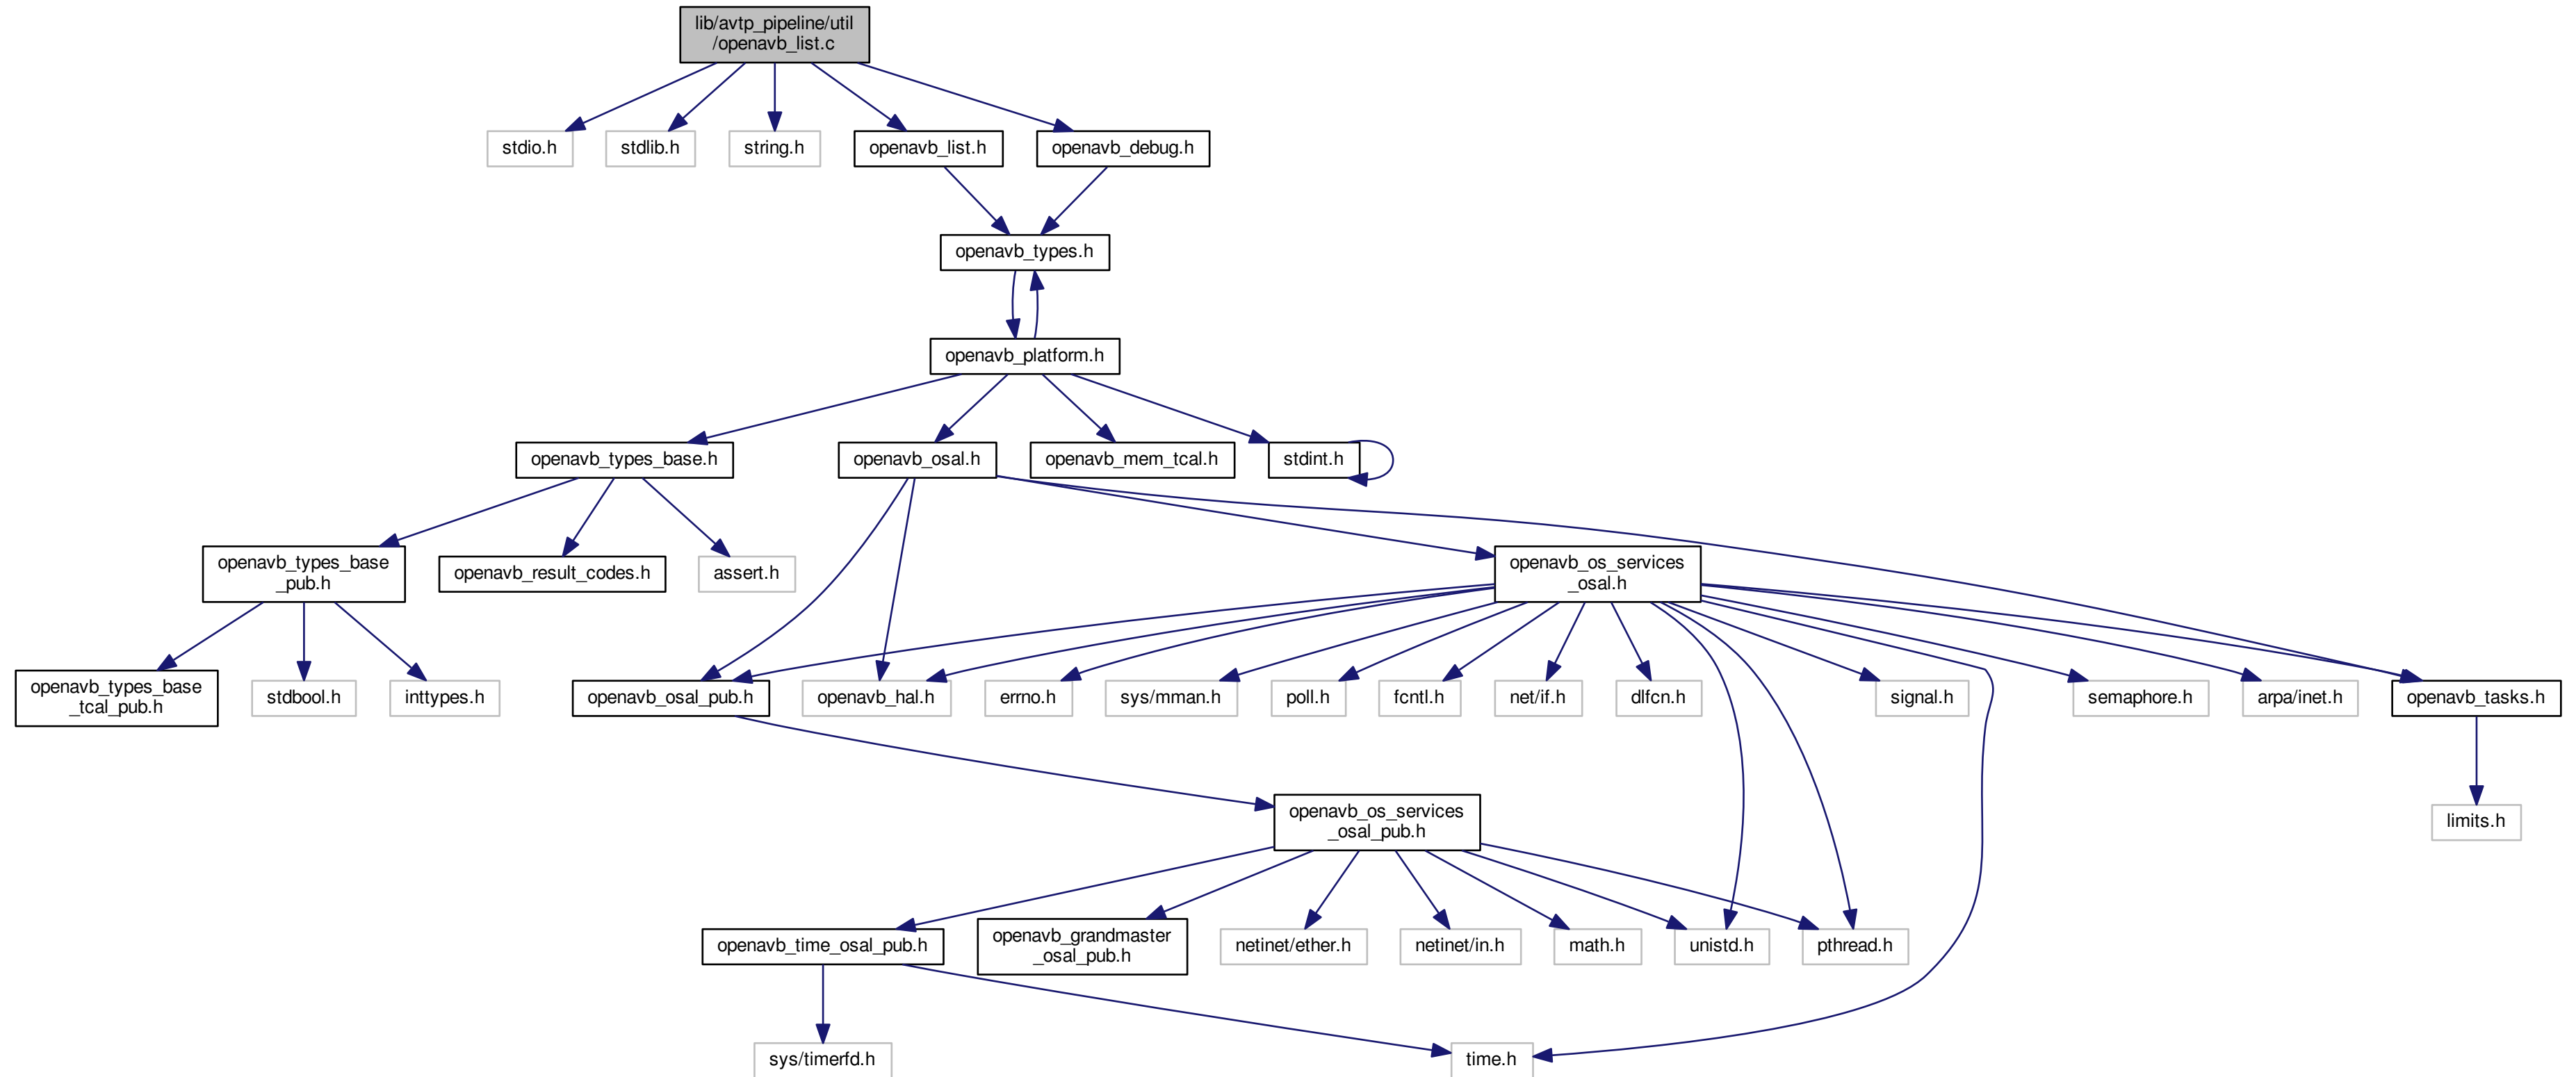 lib/avtp_pipeline/util
/openavb_list.c
stdio.h
stdlib.h
string.h
openavb_list.h
openavb_debug.h
openavb_types.h
openavb_platform.h
openavb_types_base.h
openavb_osal.h
openavb_mem_tcal.h
stdint.h
openavb_types_base
_pub.h
openavb_result_codes.h
assert.h
openavb_os_services
_osal.h
openavb_types_base
_tcal_pub.h
stdbool.h
inttypes.h
openavb_osal_pub.h
openavb_hal.h
errno.h
sys/mman.h
poll.h
fcntl.h
net/if.h
dlfcn.h
signal.h
semaphore.h
arpa/inet.h
openavb_tasks.h
openavb_os_services
_osal_pub.h
limits.h
openavb_time_osal_pub.h
openavb_grandmaster
_osal_pub.h
netinet/ether.h
netinet/in.h
math.h
unistd.h
pthread.h
sys/timerfd.h
time.h